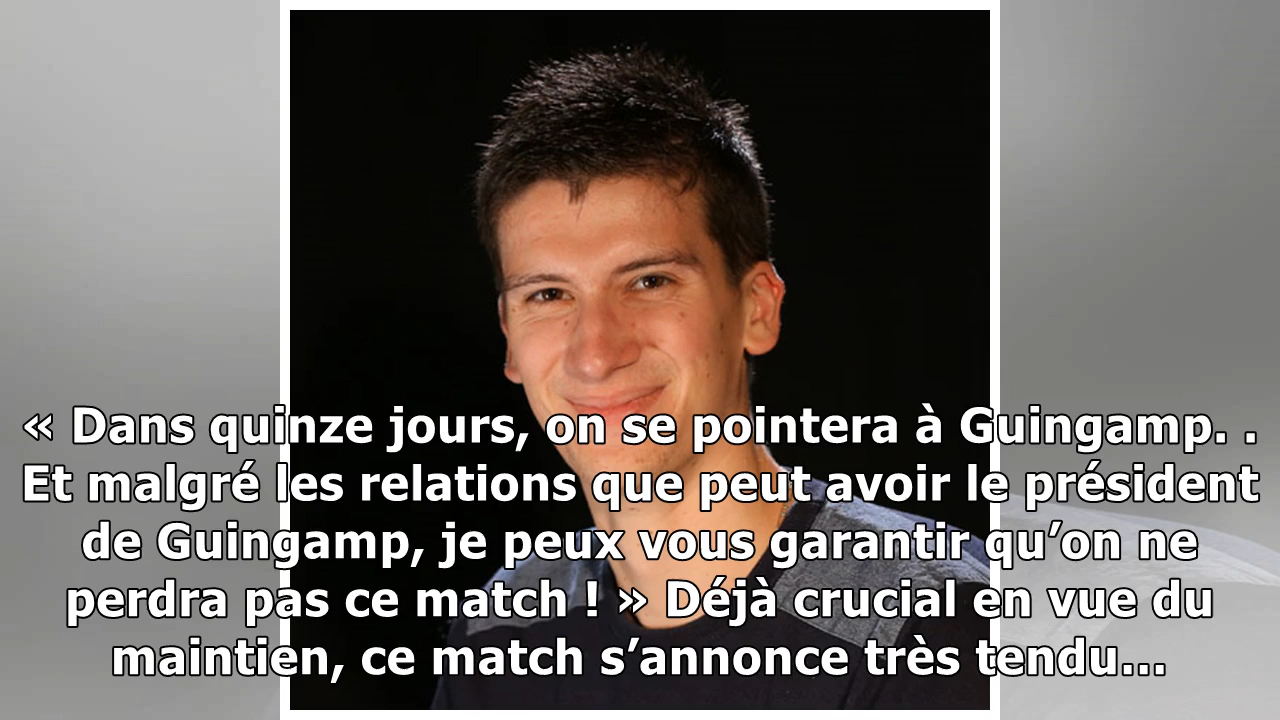 « Dans quinze jours, on se pointera à Guingamp. .
Et malgré les relations que peut avoir le président
de Guingamp, je peux vous garantir qu’on ne
perdra pas ce match ! » Déjà crucial en vue du
maintien, ce match s’annonce très tendu...